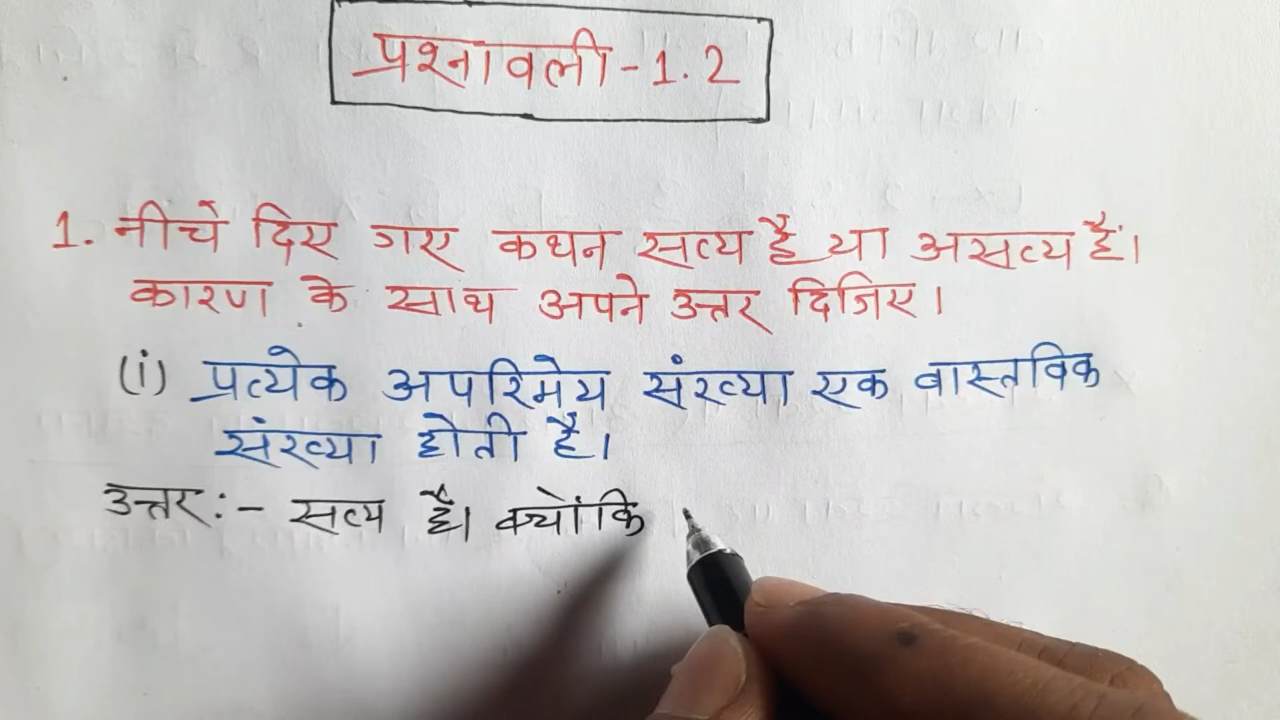 प्रश्नावली-1.2
1. नीचे दिए गए कथन सत्य हैं या असत्य हैं।
कारण के साथ अपने उत्तर दिजिए।
(i) प्रत्येक अपरिमेय संख्या एक वास्तविक
संख्या होती है।
उत्तर:- सत्य है। क्योंकि